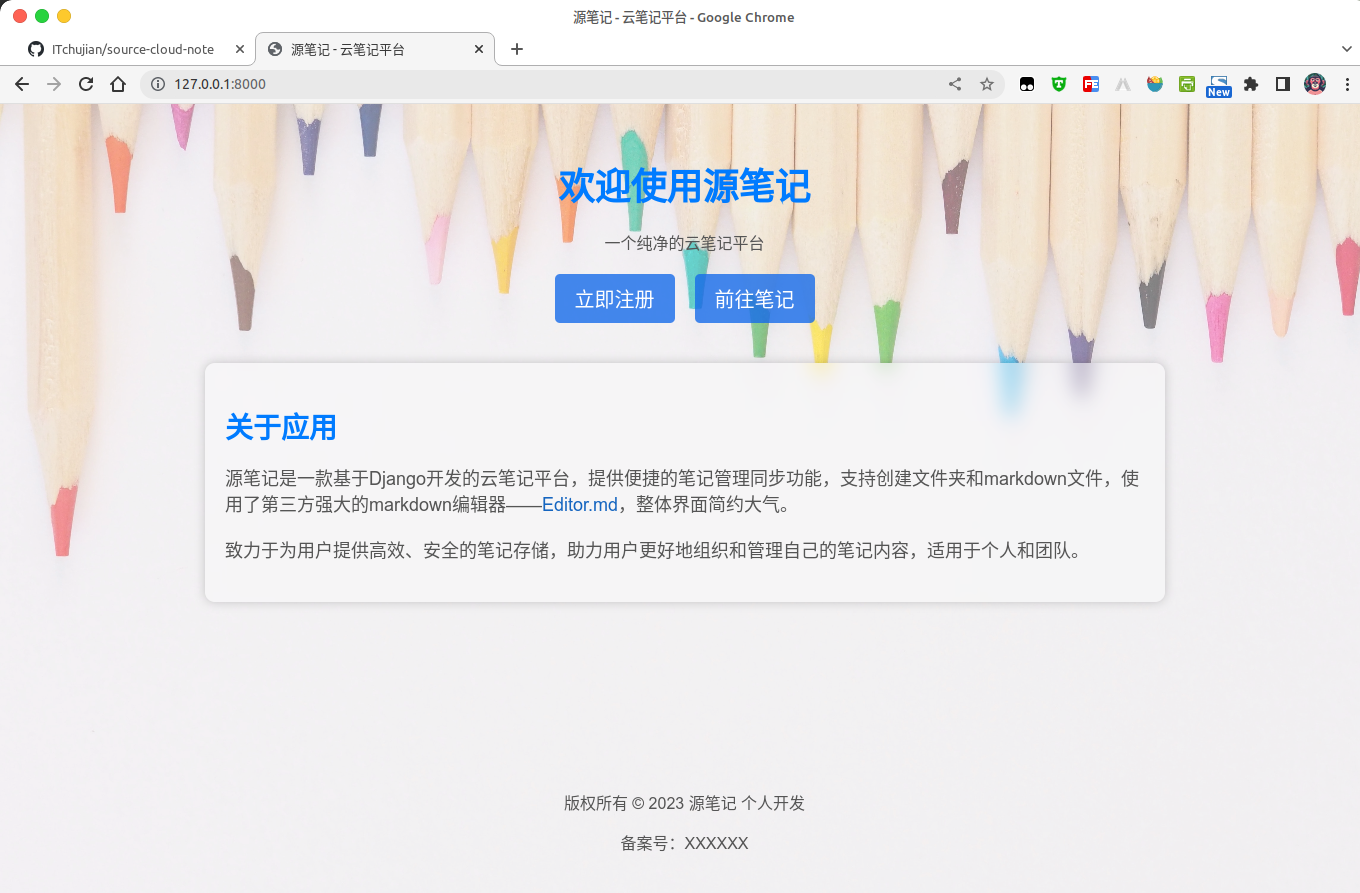 源笔记 - 云笔记平台 - Google Chrome
ITchujian/source-cloud-note
源笔记 - 云笔记平台
127.0.0.1:8000
FE
New
欢迎使用源笔记
一个纯净的云笔记平台
立即注册
前往笔记
关于应用
源笔记是一款基于Django开发的云笔记平台，提供便捷的笔记管理同步功能，支持创建文件夹和markdown文件，使
用了第三方强大的markdown编辑器——Editor.md，整体界面简约大气。
致力于为用户提供高效、安全的笔记存储，助力用户更好地组织和管理自己的笔记内容，适用于个人和团队。
版权所有 © 2023 源笔记 个人开发
备案号：XXXXXX